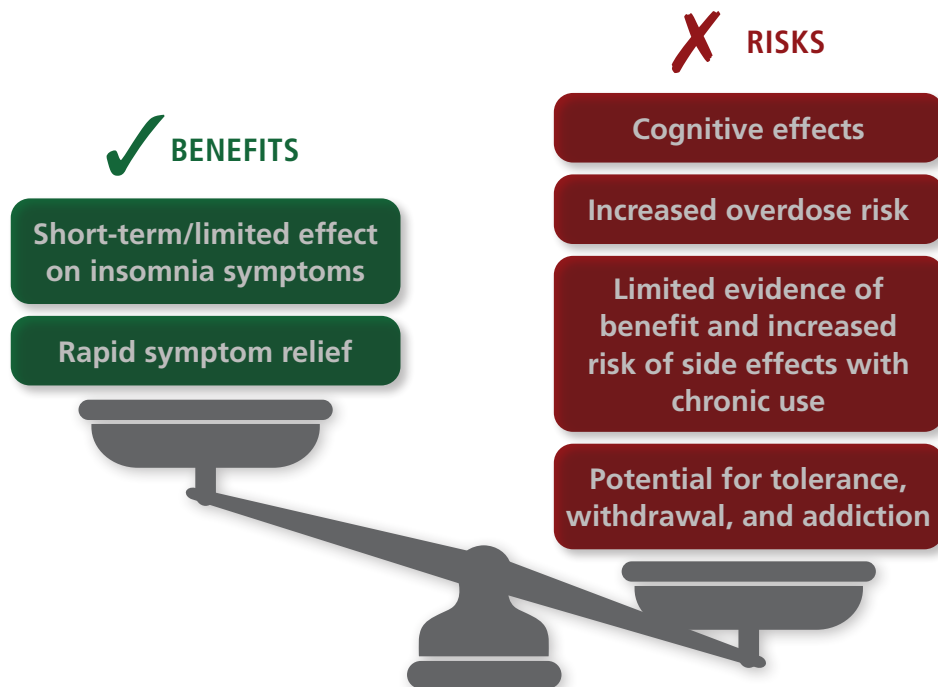 ✓ BENEFITS
Short-term/limited effect
on insomnia symptoms
Rapid symptom relief
✗ RISKS
Cognitive effects
Increased overdose risk
Limited evidence of
benefit and increased
risk of side effects with
chronic use
Potential for tolerance,
withdrawal, and addiction